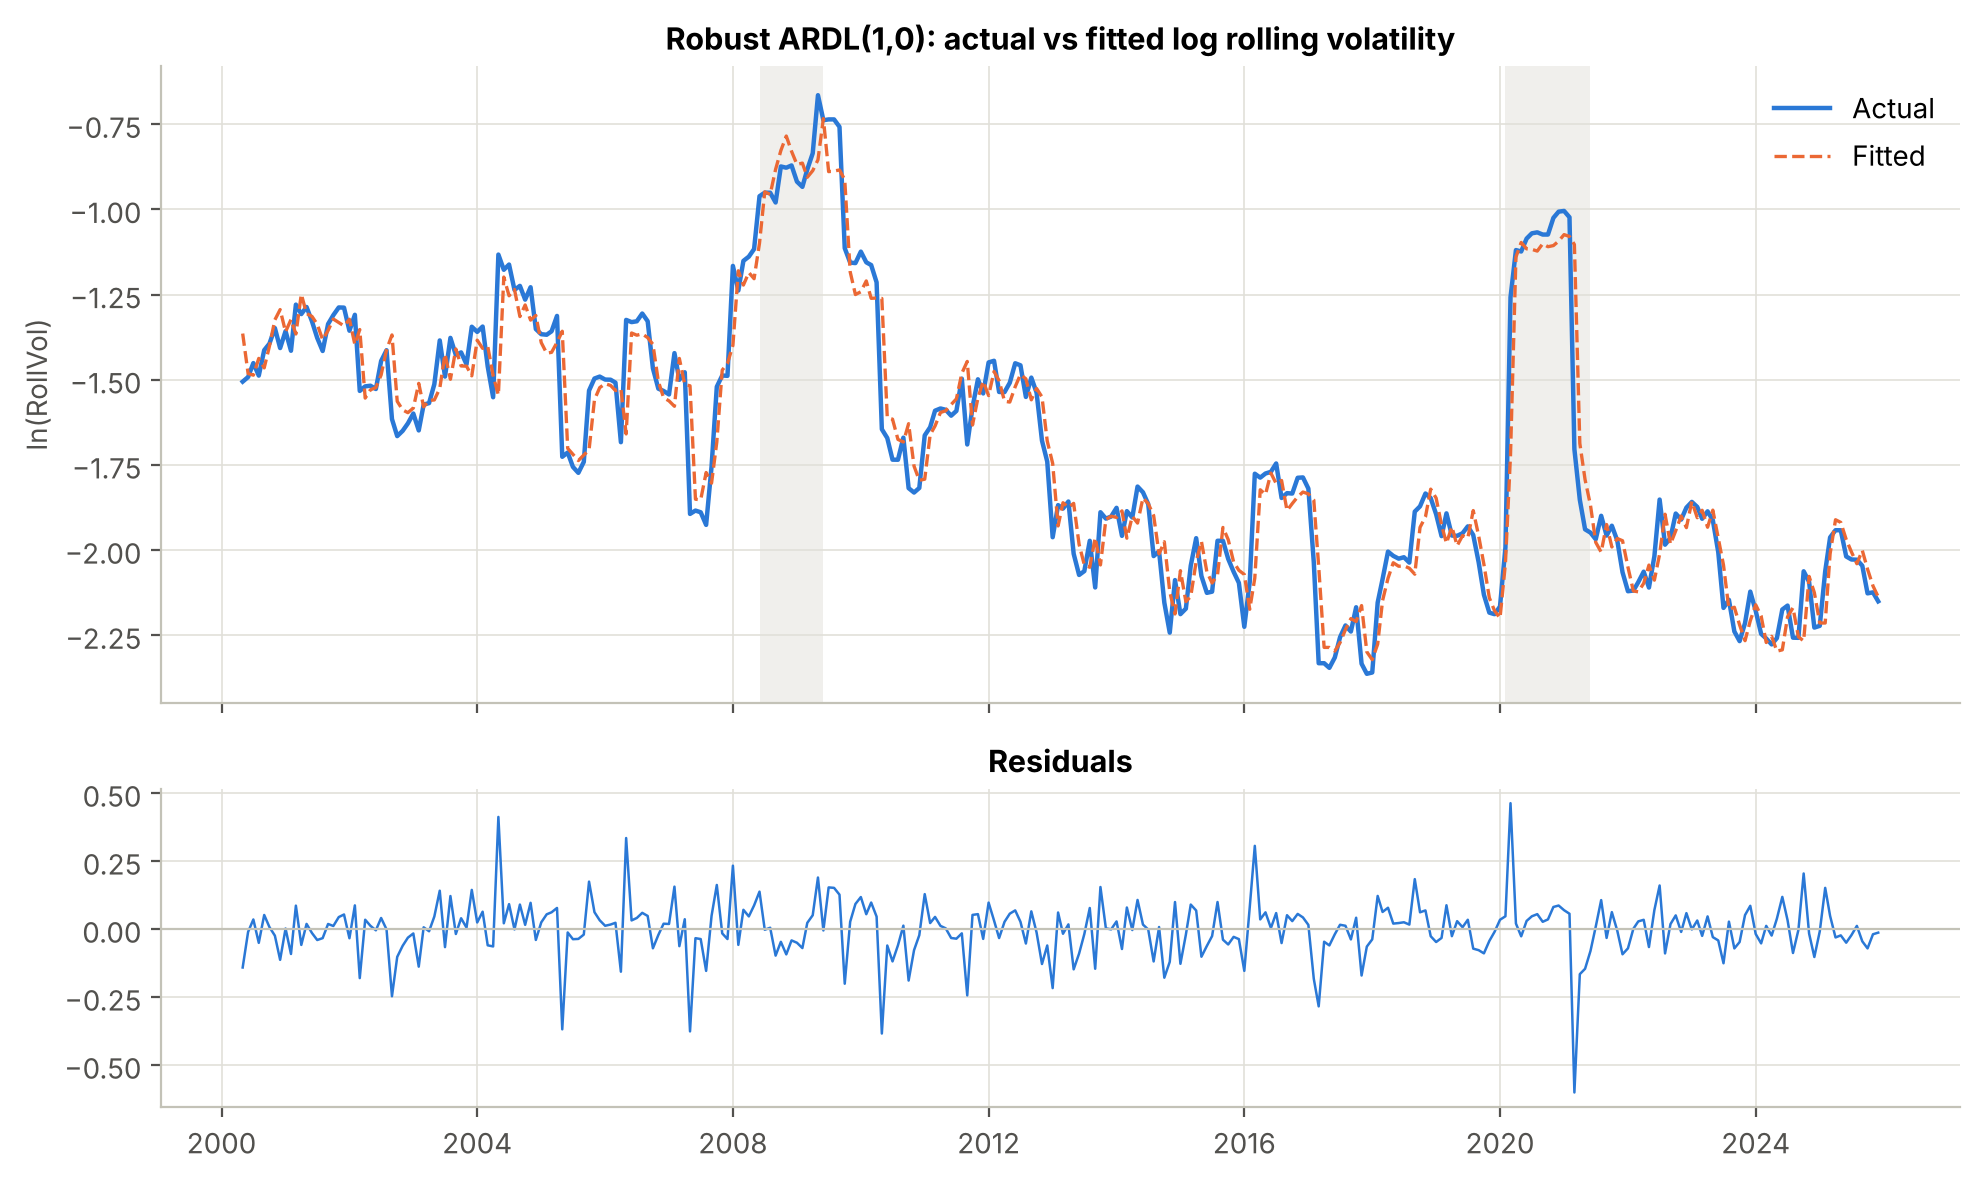 Robust ARDL(1,0): actual vs fitted log rolling volatility
Actual
Fitted
ln(RollVol)
−0.75
−1.00
−1.25
−1.50
−1.75
−2.00
−2.25
Residuals
0.50
0.25
0.00
−0.25
−0.50
2000 2004 2008 2012 2016 2020 2024